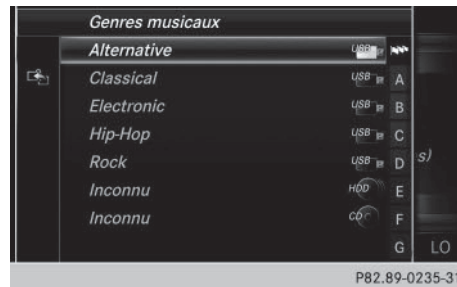 Genres musicaux
Alternative USB
Classical USB A
Electronic USB B
Hip-Hop USB C
Rock USB D s)
Inconnu HDD E
Inconnu CD F
G LO
P82.89-0235-31